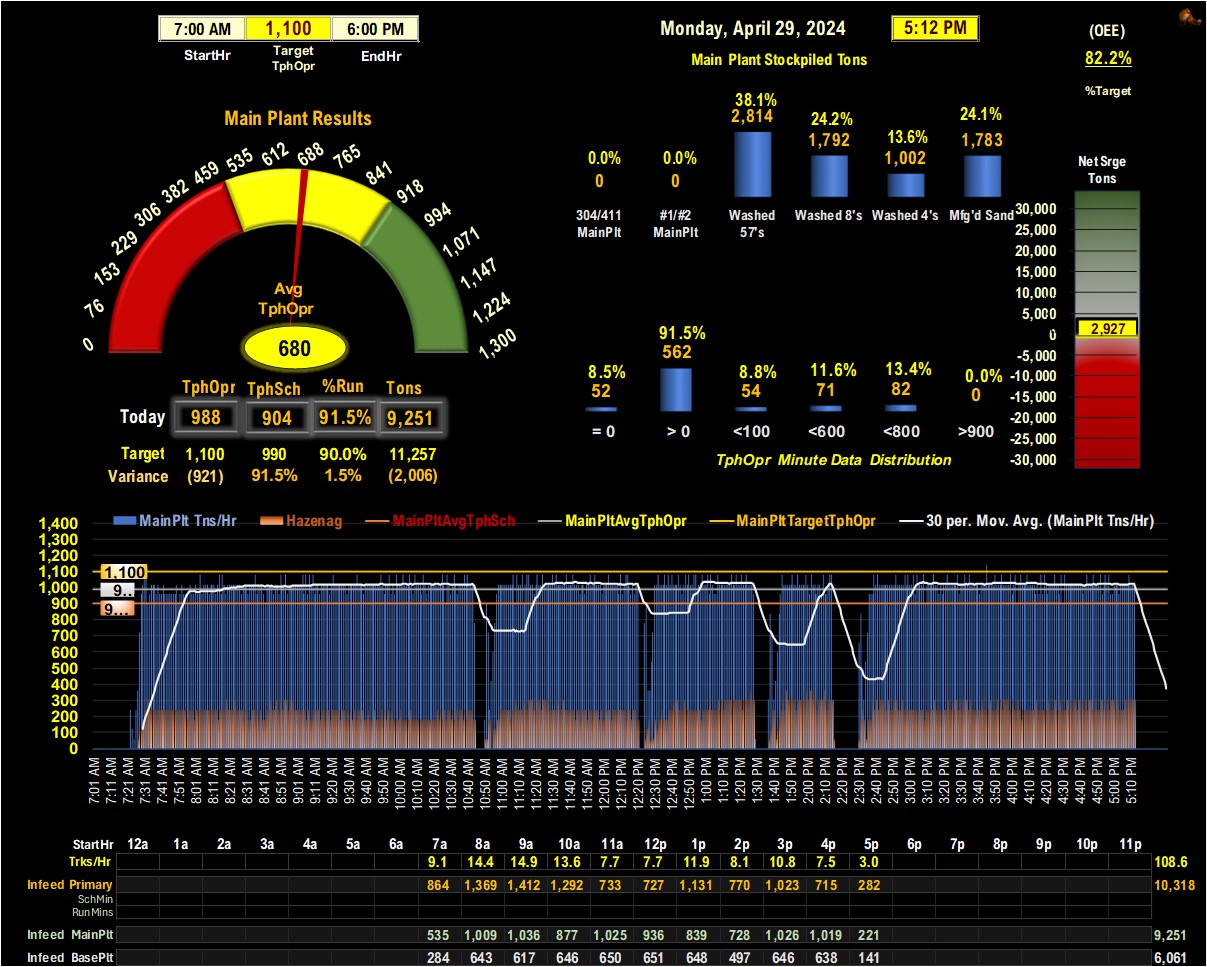 7:00 AM 1,100 6:00 PM
StartHr Target TphOpr EndHr
Monday, April 29, 2024 5:12 PM
(OEE)
82.2%
%Target
Main Plant Stockpiled Tons
38.1% 24.2% 13.6% 24.1%
2,814 1,792 1,002 1,783
0.0% 0.0%
0 0
304/411 MainPlt #1/#2 MainPlt Washed 57's Washed 8's Washed 4's Mfg'd Sand
Main Plant Results
0 76 153 229 306 382 459 535 612 688 765 841 918 994 1,071 1,147 1,224 1,300
Avg
TphOpr
680
NetSrge
Tons
30,000
25,000
20,000
15,000
10,000
5,000
0
-5,000
-10,000
-15,000
-20,000
-25,000
-30,000
2,927
TphOpr TphSch %Run Tons
Today 988 904 91.5% 9,251
Target 1,100 990 90.0% 11,257
Variance (921) 91.5% 1.5% (2,006)
8.5% 91.5% 8.8% 11.6% 13.4% 0.0%
52 562 54 71 82 0
= 0 > 0 <100 <600 <800 >900
TphOpr Minute Data Distribution
MainPlt Tns/Hr Hazenag MainPltAvgTphSch MainPltAvgTphOpr MainPltTargetTphOpr 30 per. Mov. Avg. (MainPlt Tns/Hr)
1,400
1,300
1,200
1,100
1,000
900
800
700
600
500
400
300
200
100
0
1,100
9..
9...
7:01 AM 7:11 AM 7:21 AM 7:31 AM 7:41 AM 7:51 AM 8:01 AM 8:11 AM 8:21 AM 8:31 AM 8:41 AM 8:51 AM 9:01 AM 9:11 AM 9:20 AM 9:30 AM 9:40 AM 9:50 AM 10:00 AM 10:10 AM 10:20 AM 10:30 AM 10:40 AM 10:50 AM 11:00 AM 11:10 AM 11:20 AM 11:30 AM 11:40 AM 11:50 AM 12:00 PM 12:10 PM 12:20 PM 12:30 PM 12:40 PM 12:50 PM 1:00 PM 1:10 PM 1:20 PM 1:30 PM 1:40 PM 1:50 PM 2:00 PM 2:10 PM 2:20 PM 2:30 PM 2:40 PM 2:50 PM 3:00 PM 3:10 PM 3:20 PM 3:30 PM 3:40 PM 3:50 PM 4:00 PM 4:10 PM 4:20 PM 4:30 PM 4:40 PM 4:50 PM 5:00 PM 5:10 PM
StartHr 12a 1a 2a 3a 4a 5a 6a 7a 8a 9a 10a 11a 12p 1p 2p 3p 4p 5p 6p 7p 8p 9p 10p 11p
Trks/Hr 9.1 14.4 14.9 13.6 7.7 7.7 11.9 8.1 10.8 7.5 3.0 108.6
Infeed Primary 864 1,369 1,412 1,292 733 727 1,131 770 1,023 715 282 10,318
SchMin
RunMins
Infeed MainPlt 535 1,009 1,036 877 1,025 936 839 728 1,026 1,019 221 9,251
Infeed BasePlt 284 643 617 646 650 651 648 497 646 638 141 6,061